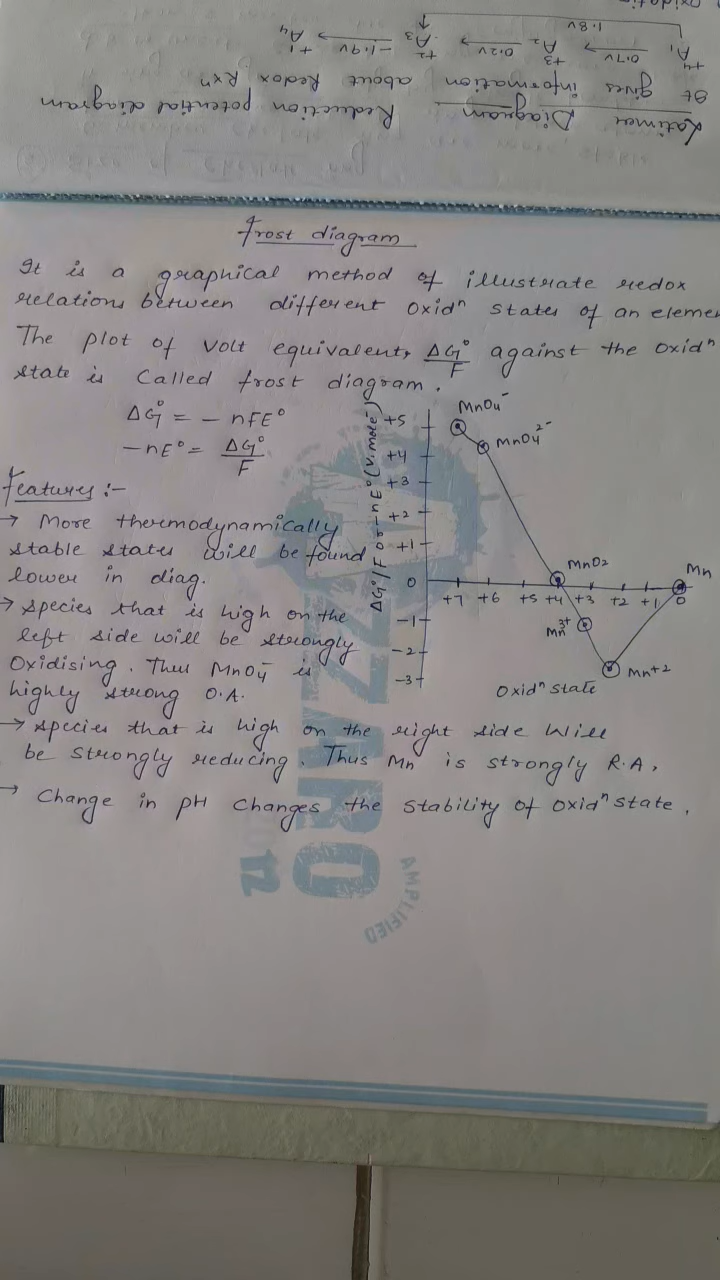 Latimer Diagram Reduction potential diagram
It gives information about Redox Rxⁿ
+4 +3 +2 +1
A₁ 0.7v A₂ 0.2v A₃ -1.9v A₄
1.8v
Frost diagram
It is a graphical method of illustrate redox
relations between different oxidⁿ states of an eleme
The plot of volt equivalent, ΔG°/F against the oxidⁿ
state is called frost diagram.
ΔG° = - nFE°
-nE° = ΔG°/F
Features :-
→ More thermodynamically
stable states will be found
lower in diag.
→ species that is high on the
left side will be strongly
oxidising. Thus MnO4⁻ is
highly strong O.A.
→ species that is high on the right side will
be strongly reducing. Thus Mn is strongly R.A.
→ Change in pH changes the stability of oxidⁿ state.
ΔG°/F or -nE° (v.mole⁻)
+5
+4
+3
+2
+1
0
-1
-2
-3
MnO4⁻
MnO4²⁻
MnO2
Mn
+7 +6 +5 +4 +3 +2 +1 0
Mn³⁺
Mn+2
Oxidⁿ state
ZZARO
12
AMPLIFIED